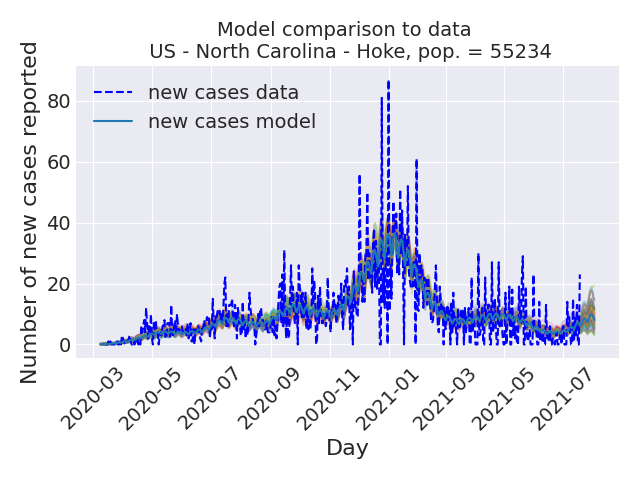 Model comparison to data
US - North Carolina - Hoke, pop. = 55234
Number of new cases reported
80
60
40
20
0
new cases data
new cases model
2020-03
2020-05
2020-07
2020-09
2020-11
2021-01
2021-03
2021-05
2021-07
Day